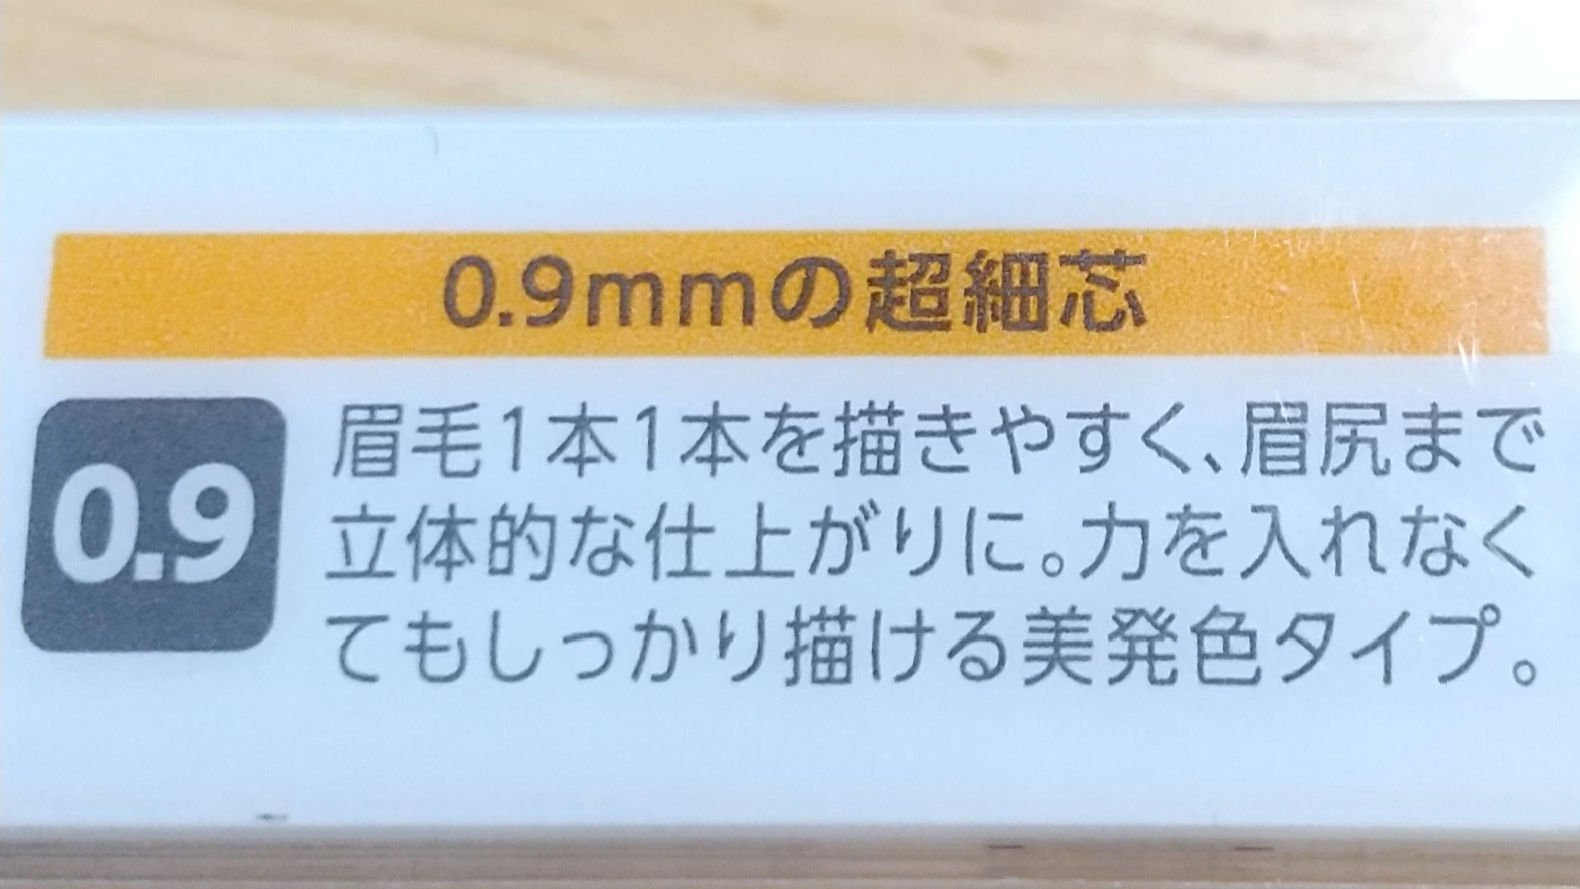 0.9mmの超細芯
0.9
眉毛1本1本を描きやすく、眉尻まで
立体的な仕上がりに。力を入れなく
てもしっかり描ける美発色タイプ。